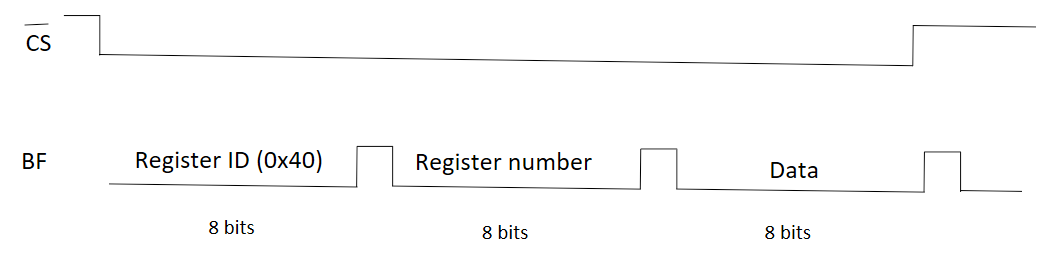 CS
BF
Register ID (0x40)
Register number
Data
8 bits
8 bits
8 bits